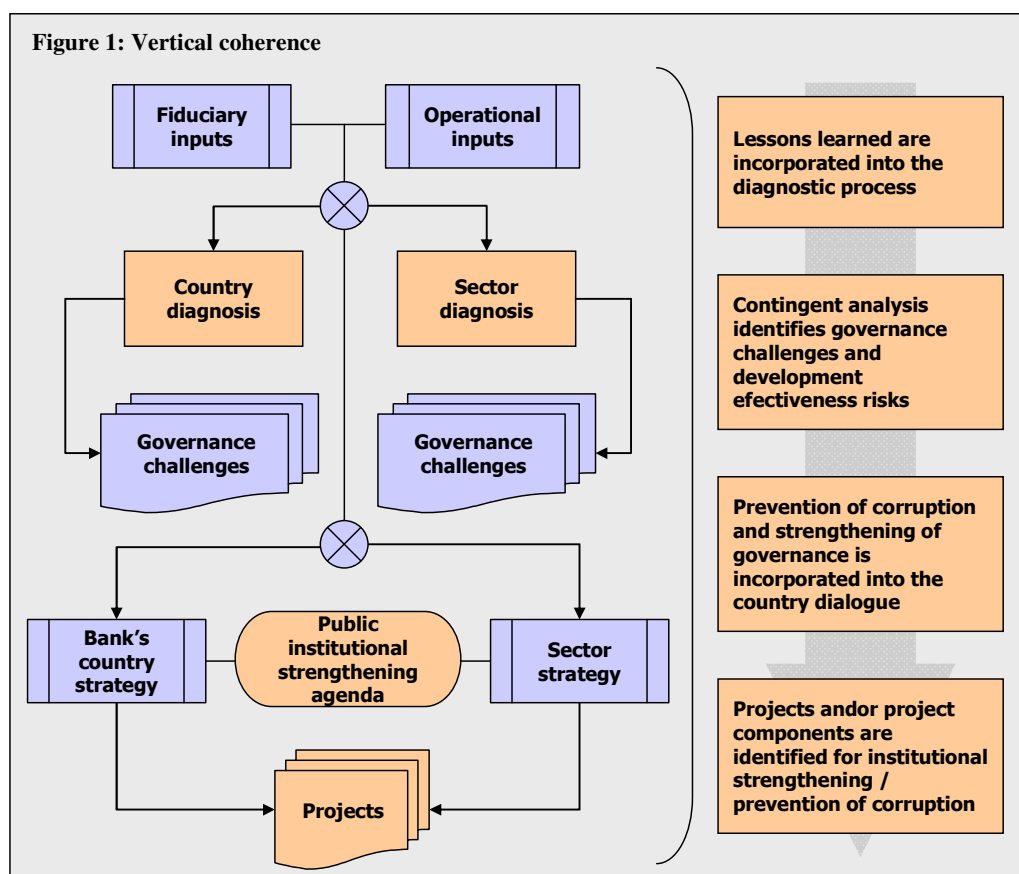 Figure 1: Vertical coherence
Fiduciary
inputs
Operational
inputs
Country
diagnosis
Sector
diagnosis
Governance
challenges
Governance
challenges
Bank's
country
strategy
Public
institutional
strengthening
agenda
Sector
strategy
Projects
Lessons learned are
incorporated into the
diagnostic process
Contingent analysis
identifies governance
challenges and
development
efectiveness risks
Prevention of corruption
and strengthening of
governance is
incorporated into the
country dialogue
Projects andor project
components are
identified for institutional
strengthening /
prevention of corruption